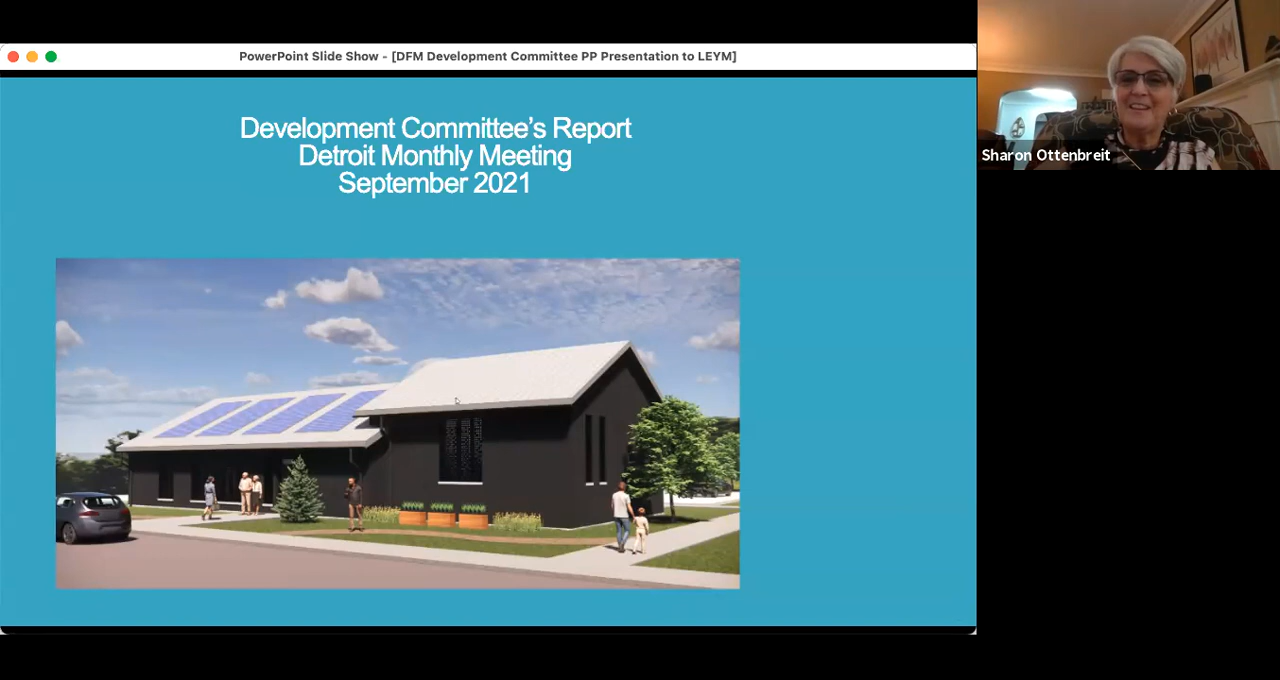 PowerPoint Slide Show - [DFM Development Committee PP Presentation to LEYM]
Development Committee's Report
Detroit Monthly Meeting
September 2021
Sharon Ottenbreit